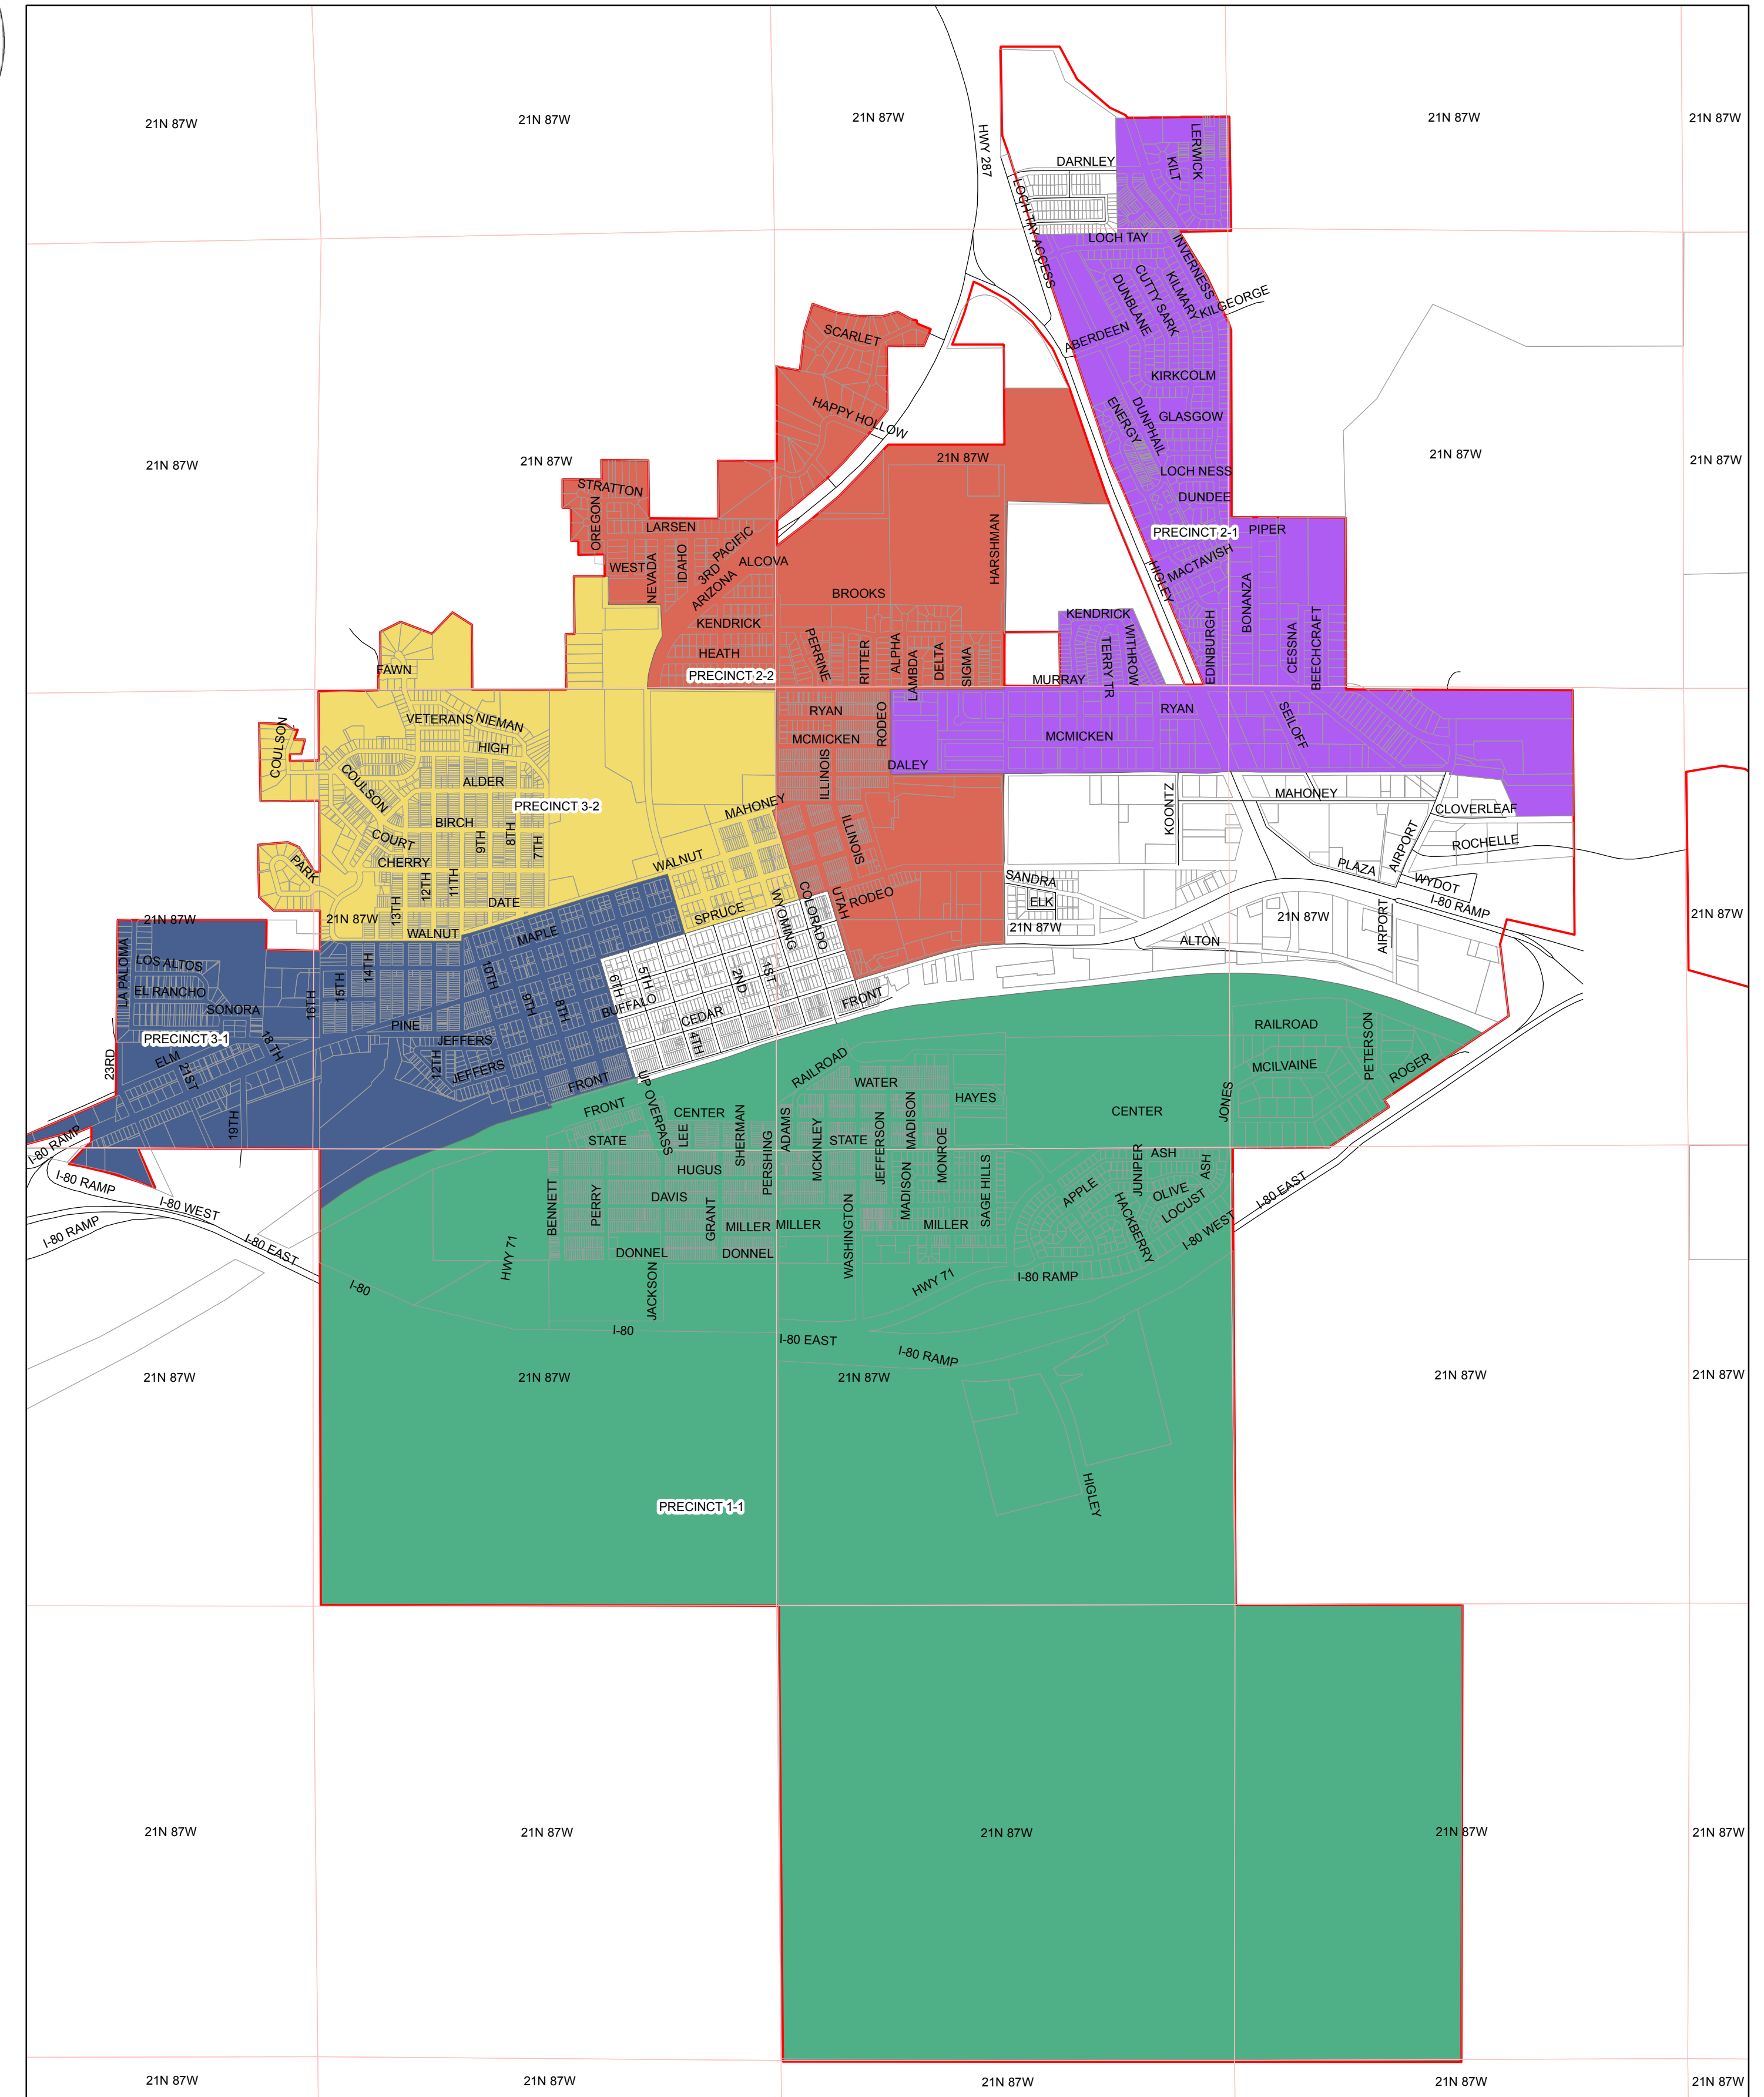 21N 87W
21N 87W
21N 87W
21N 87W
21N 87W
HWY 287
DARNLEY
KILT
LERWICK
LOCH TAY ACCESS
LOCH TAY
INVERNESS
CUTTY SARK
KILMARY
DUNBLANE
KILGEORGE
ABERDEEN
SCARLET
KIRKCOLM
HAPPY HOLLOW
ENERGY
DUNPHAIL
GLASGOW
21N 87W
21N 87W
21N 87W
21N 87W
21N 87W
LOCH NESS
DUNDEE
STRATTON
OREGON
LARSEN
PACIFIC
HARSHMAN
PRECINCT 2-1
PIPER
WEST
NEVADA
IDAHO
3RD
ARIZONA
ALCOVA
HIGLEY
MACTAVISH
BROOKS
BONANZA
KENDRICK
KENDRICK
HEATH
PERRINE
RITTER
ALPHA
LAMBDA
DELTA
SIGMA
TERRY TR
WITHROW
EDINBURGH
CESSNA
BEECHCRAFT
FAWN
PRECINCT 2-2
MURRAY
VETERANS
NIEMAN
RYAN
RODEO
RYAN
SEILOFF
COULSON
HIGH
MCMICKEN
MCMICKEN
COULSON
ALDER
ILLINOIS
DALEY
PRECINCT 3-2
MAHONEY
KOONTZ
MAHONEY
CLOVERLEAF
BIRCH
COURT
9TH
8TH
7TH
ILLINOIS
AIRPORT
ROCHELLE
CHERRY
WALNUT
PARK
PLAZA
12TH
11TH
SANDRA
WYDOT
COLORADO
UTAH
RODEO
ELK
I-80 RAMP
DATE
13TH
SPRUCE
WYOMING
21N 87W
21N 87W
21N 87W
21N 87W
21N 87W
AIRPORT
WALNUT
MAPLE
ALTON
LA PALOMA
LOS ALTOS
14TH
15TH
10TH
5TH
6TH
2ND
1ST
EL RANCHO
16TH
9TH
8TH
BUFFALO
FRONT
SONORA
CEDAR
PINE
RAILROAD
PETERSON
PRECINCT 3-1
18 TH
JEFFERS
4TH
23RD
ELM
21ST
12TH
JEFFERS
RAILROAD
MCILVAINE
ROGER
FRONT
UP OVERPASS
WATER
HAYES
JONES
19TH
FRONT
CENTER
CENTER
LEE
SHERMAN
ADAMS
MADISON
I-80 RAMP
STATE
PERSHING
MCKINLEY
STATE
JEFFERSON
MONROE
ASH
HUGUS
JUNIPER
ASH
I-80 RAMP
DAVIS
MADISON
SAGE HILLS
APPLE
OLIVE
I-80 EAST
I-80 WEST
BENNETT
PERRY
GRANT
HACKBERRY
LOCUST
I-80 RAMP
MILLER
MILLER
MILLER
WASHINGTON
I-80 WEST
I-80 EAST
HWY 71
DONNEL
DONNEL
I-80
JACKSON
HWY 71
I-80 RAMP
I-80
I-80 EAST
I-80 RAMP
21N 87W
21N 87W
21N 87W
21N 87W
21N 87W
HIGLEY
PRECINCT 1-1
21N 87W
21N 87W
21N 87W
21N 87W
21N 87W
21N 87W
21N 87W
21N 87W
21N 87W